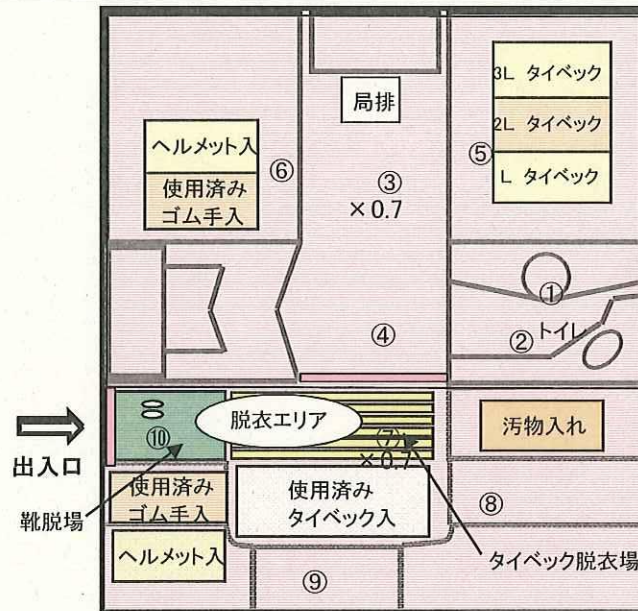 局排
3L タイベック
2L タイベック
L タイベック
⑤
ヘルメット入
使用済み
ゴム手入
⑥
③
×0.7
①
②
トイレ
④
出入口
⑩
脱衣エリア
⑦
×0.7
汚物入れ
靴脱場
使用済み
ゴム手入
使用済み
タイベック入
⑧
ヘルメット入
⑨
タイベック脱衣場